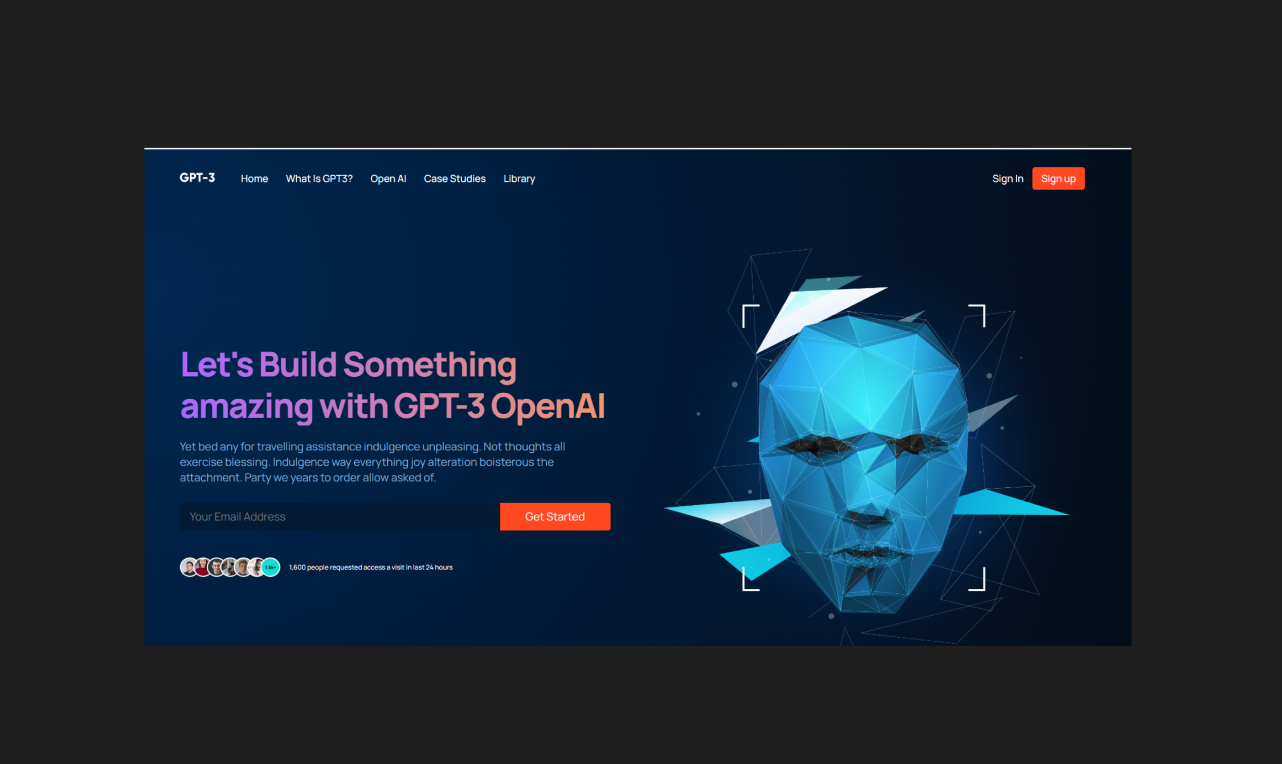 GPT-3 Home What Is GPT3? Open AI Case Studies Library Sign In Sign up
Let's Build Something
amazing with GPT-3 OpenAI
Yet bed any for travelling assistance indulgence unpleasing. Not thoughts all
exercise blessing. Indulgence way everything joy alteration boisterous the
attachment. Party we years to order allow asked of.
Your Email Address Get Started
1,600 people requested access a visit in last 24 hours